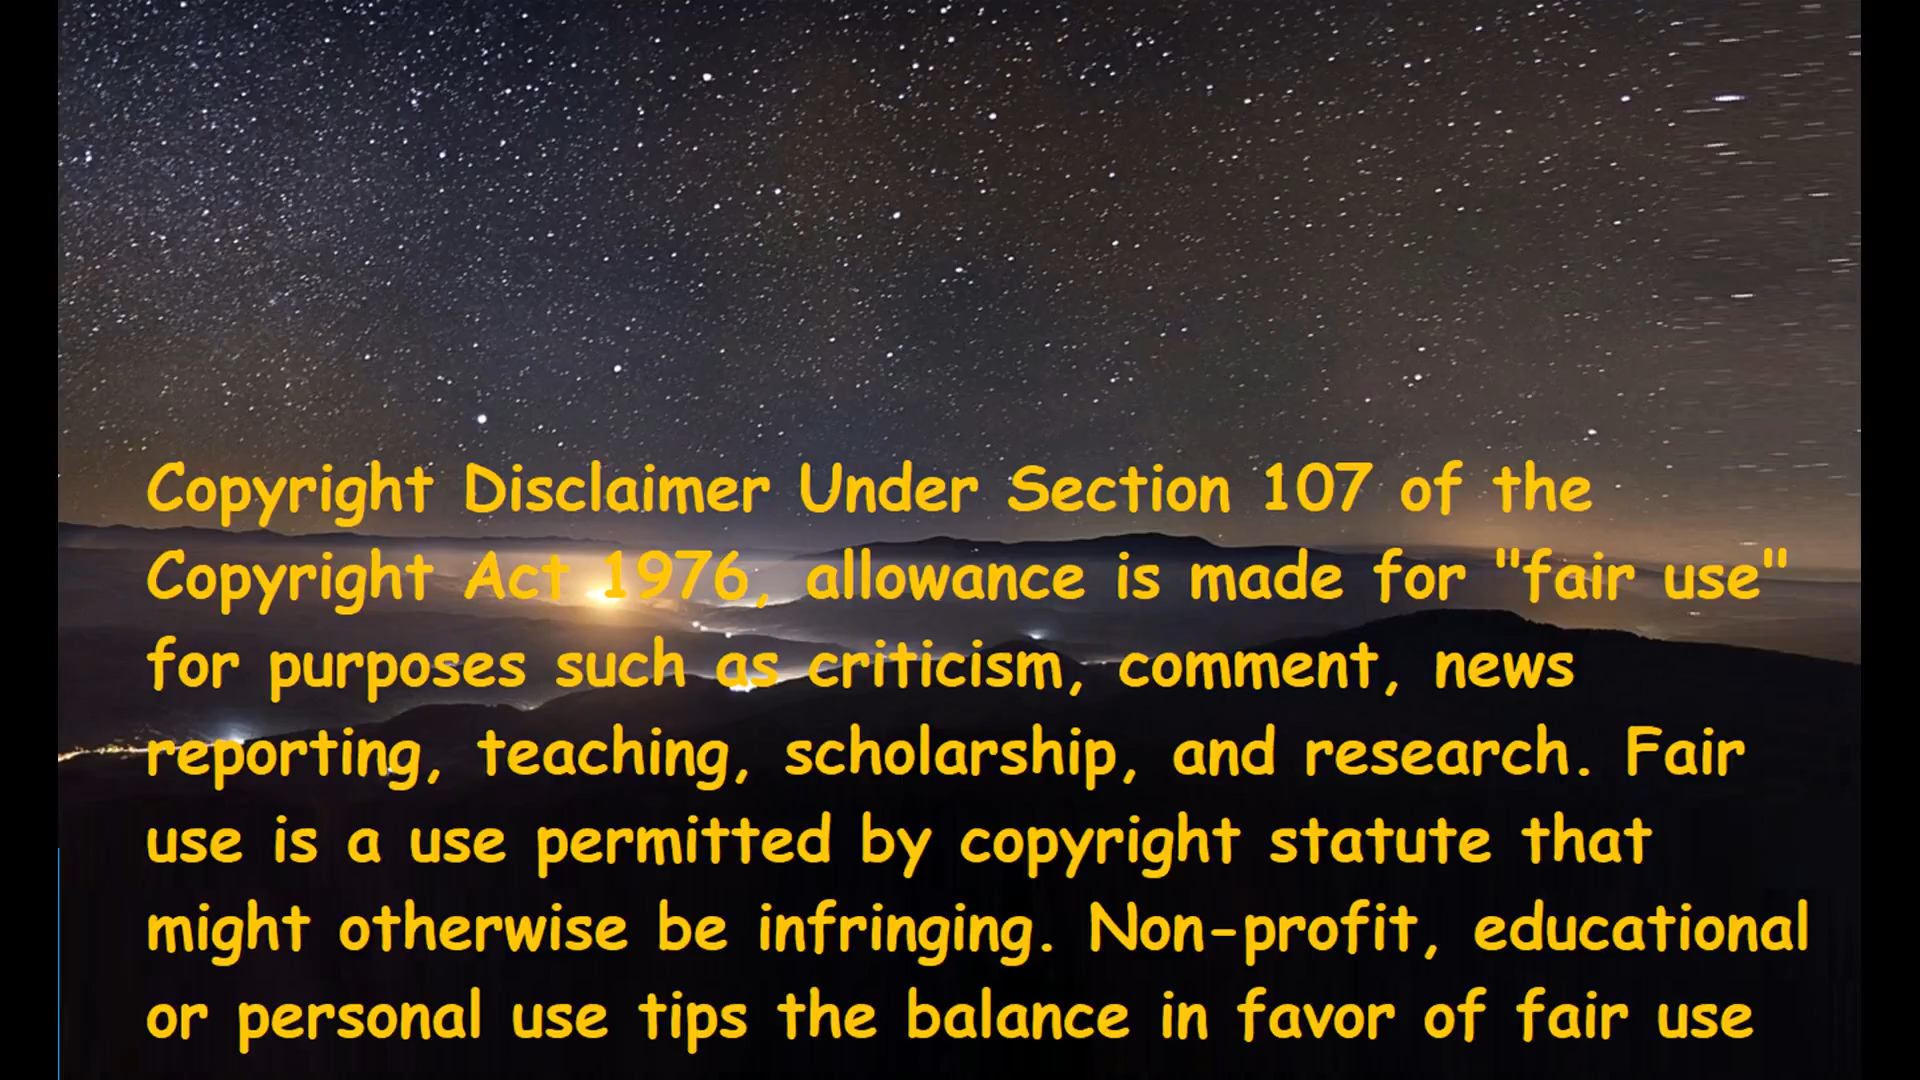 Copyright Disclaimer Under Section 107 of the
Copyright Act 1976, allowance is made for "fair use"
for purposes such as criticism, comment, news
reporting, teaching, scholarship, and research. Fair
use is a use permitted by copyright statute that
might otherwise be infringing. Non-profit, educational
or personal use tips the balance in favor of fair use